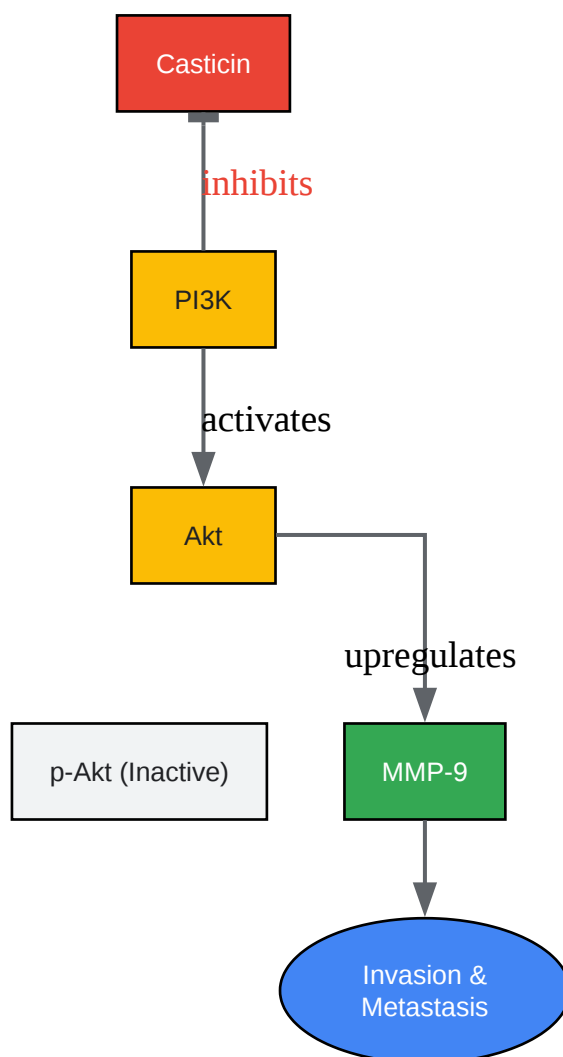 Casticin
inhibits
PI3K
activates
Akt
upregulates
p-Akt (Inactive)
MMP-9
Invasion &
Metastasis